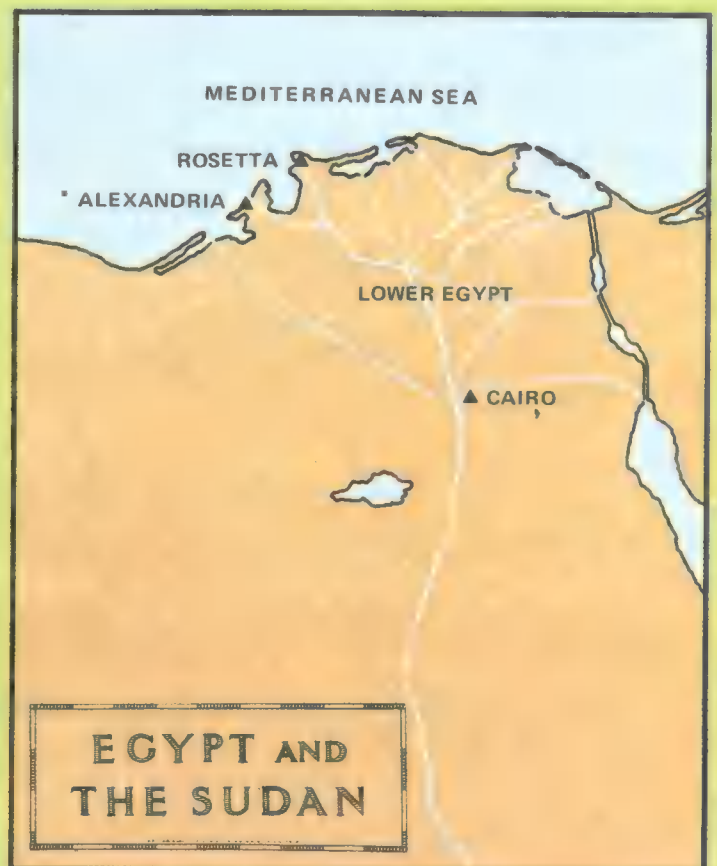 MEDITERRANEAN SEA
ROSETTA
ALEXANDRIA
LOWER EGYPT
CAIRO
EGYPT AND
THE SUDAN